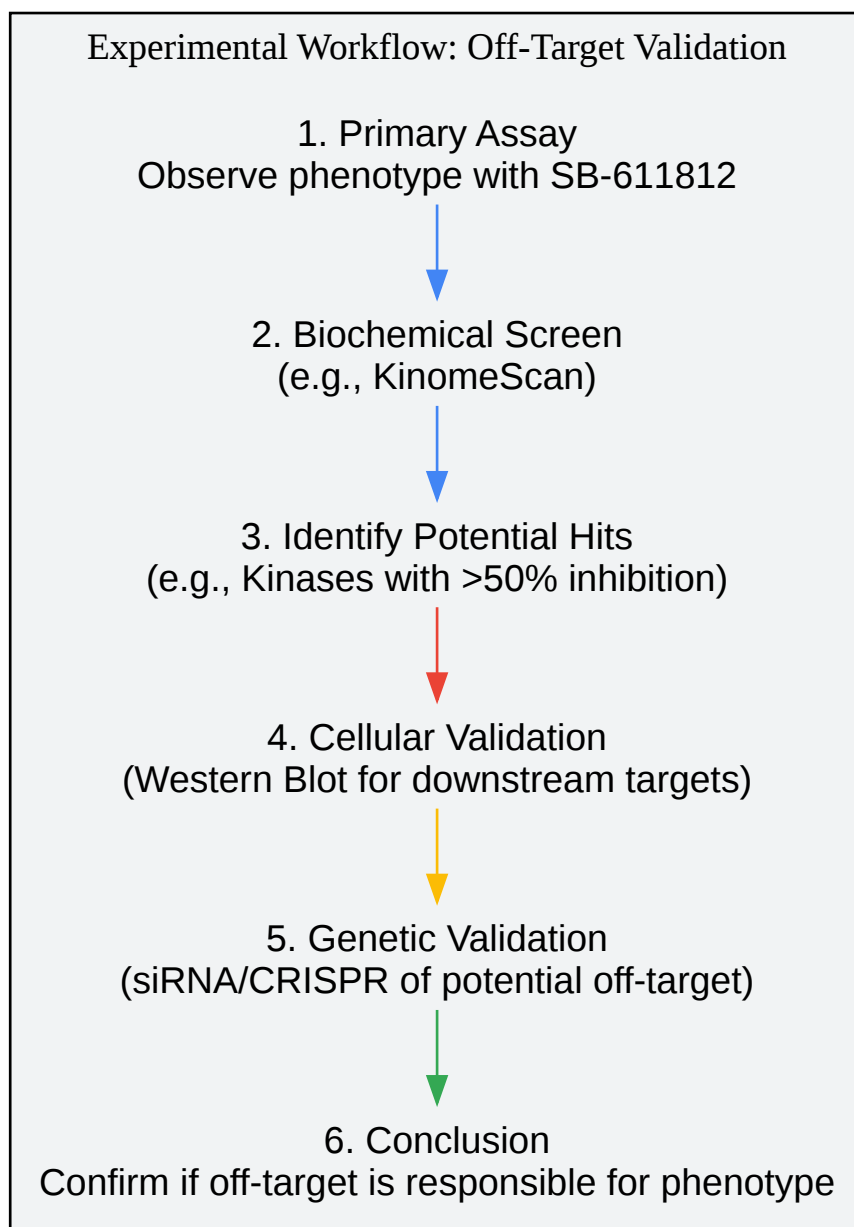 Experimental Workflow: Off-Target Validation
1. Primary Assay
Observe phenotype with SB-611812
2. Biochemical Screen
(e.g., KinomeScan)
3. Identify Potential Hits
(e.g., Kinases with >50% inhibition)
4. Cellular Validation
(Western Blot for downstream targets)
5. Genetic Validation
(siRNA/CRISPR of potential off-target)
6. Conclusion
Confirm if off-target is responsible for phenotype